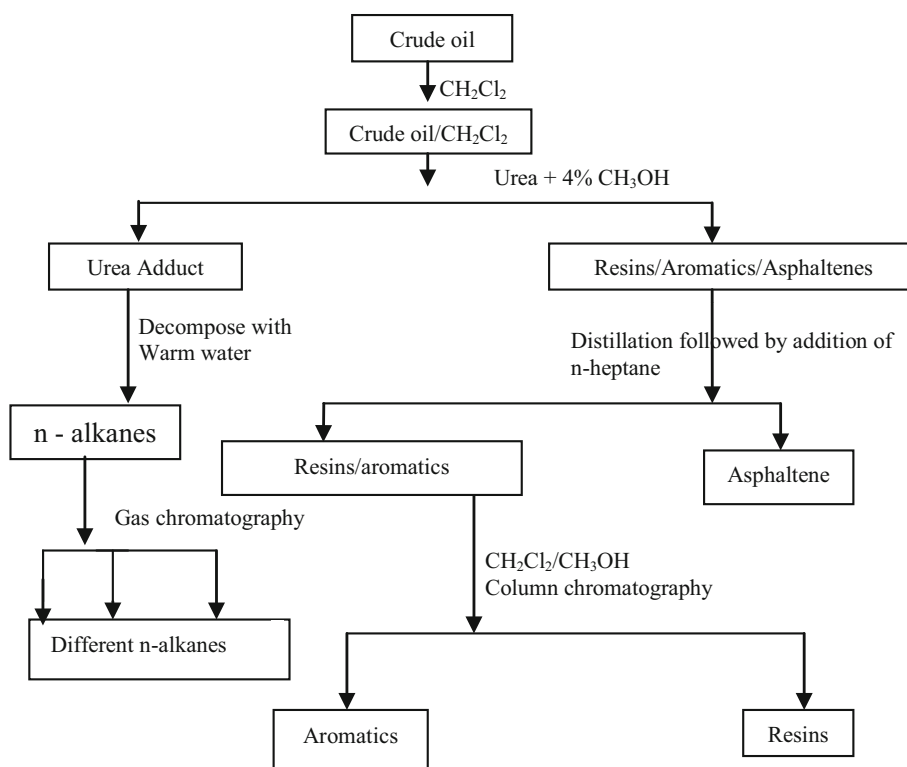 Crude oil
CH₂Cl₂
Crude oil/CH₂Cl₂
Urea + 4% CH₃OH
Urea Adduct
Resins/Aromatics/Asphaltenes
Decompose with
Warm water
Distillation followed by addition of
n-heptane
n - alkanes
Resins/aromatics
Asphaltene
Gas chromatography
CH₂Cl₂/CH₃OH
Column chromatography
Different n-alkanes
Aromatics
Resins